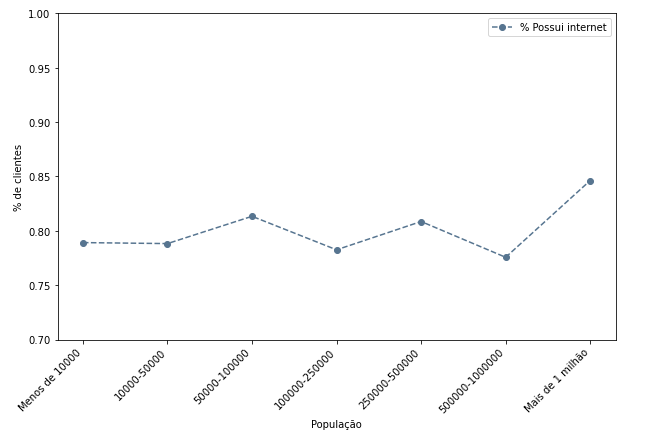 1.00
0.95
0.90
0.85
0.80
0.75
0.70
% de clientes
% Possui internet
Menos de 10000
10000-50000
50000-100000
100000-250000
250000-500000
500000-1000000
Mais de 1 milhão
População